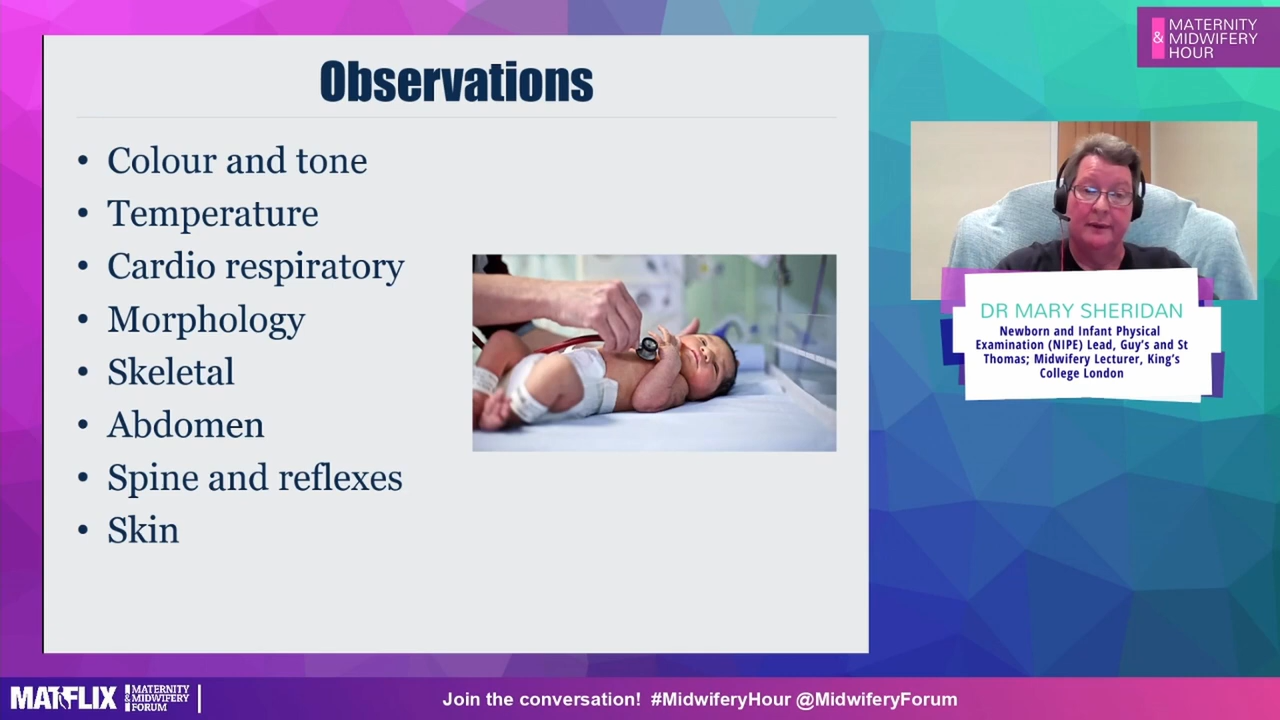 Observations
• Colour and tone
• Temperature
• Cardio respiratory
• Morphology
• Skeletal
• Abdomen
• Spine and reflexes
• Skin
MATERNITY
& MIDWIFERY
HOUR
DR MARY SHERIDAN
Newborn and Infant Physical
Examination (NIPE) Lead, Guy's and St
Thomas; Midwifery Lecturer, King's
College London
MATFLIX
MATERNITY
& MIDWIFERY
FORUM
Join the conversation! #MidwiferyHour @MidwiferyForum